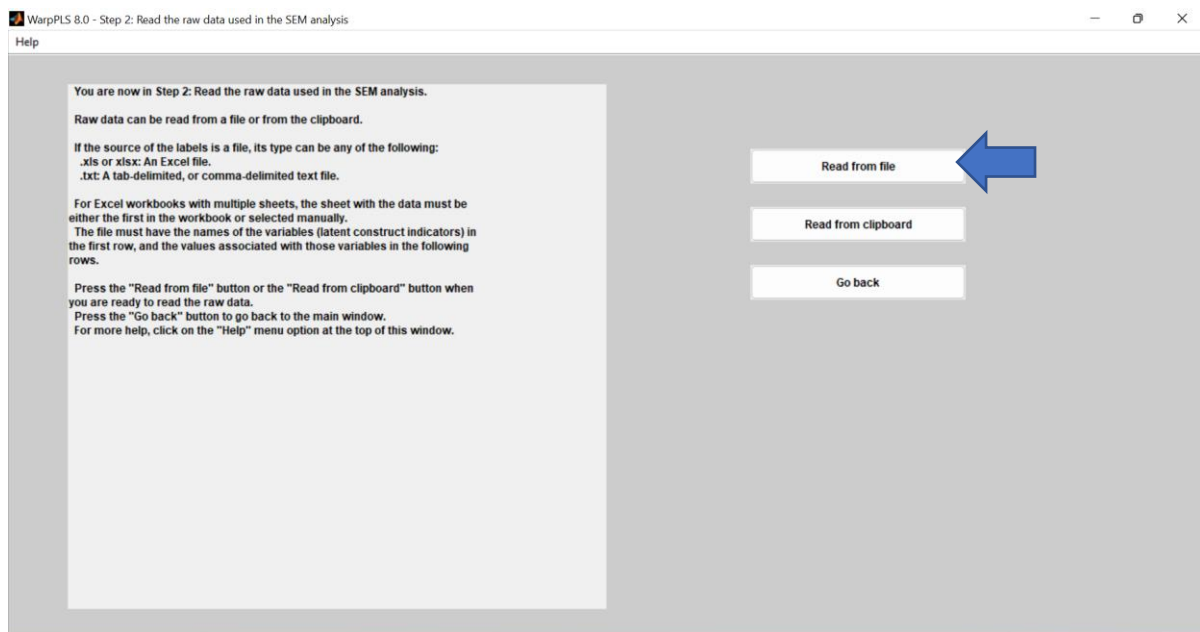 WarpPLS 8.0 - Step 2: Read the raw data used in the SEM analysis
Help
You are now in Step 2: Read the raw data used in the SEM analysis.
Raw data can be read from a file or from the clipboard.
If the source of the labels is a file, its type can be any of the following:
.xls or xlsx: An Excel file.
.txt: A tab-delimited, or comma-delimited text file.
For Excel workbooks with multiple sheets, the sheet with the data must be
either the first in the workbook or selected manually.
The file must have the names of the variables (latent construct indicators) in
the first row, and the values associated with those variables in the following
rows.
Press the "Read from file" button or the "Read from clipboard" button when
you are ready to read the raw data.
Press the "Go back" button to go back to the main window.
For more help, click on the "Help" menu option at the top of this window.
Read from file
Read from clipboard
Go back